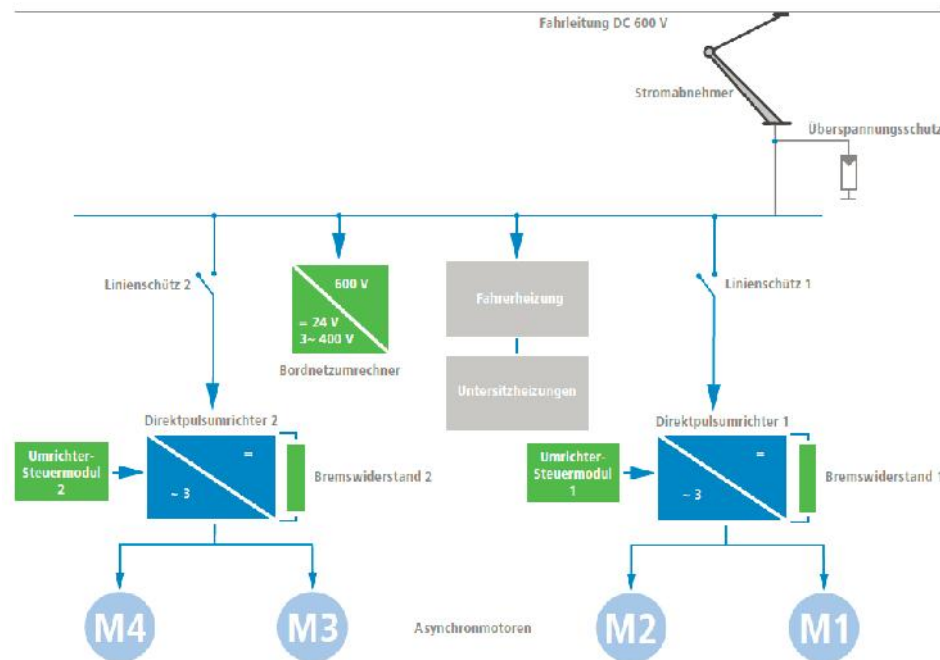 Fahrleitung DC 600 V
Stromabnehmer
Überspannungsschutz
Linienschütz 2
600 V
= 24 V
3~ 400 V
Bordnetzumrechner
Fahrerheizung
Untersitzheizungen
Linienschütz 1
Direktpulsumrichter 2
Umrichter-
Steuermodul
2
=
~ 3
Bremswiderstand 2
Direktpulsumrichter 1
Umrichter-
Steuermodul
1
=
~ 3
Bremswiderstand 1
M4
M3
Asynchronmotoren
M2
M1